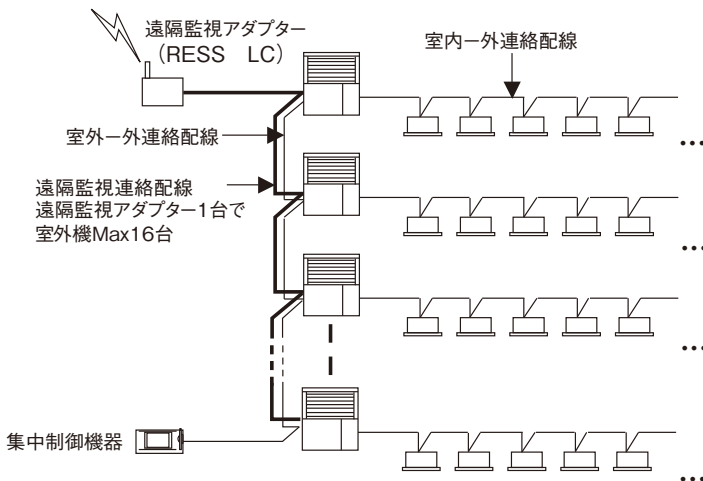 遠隔監視アダプター
（RESS　LC）
室内ー外連絡配線
室外ー外連絡配線
遠隔監視連絡配線
遠隔監視アダプター1台で
室外機Max16台
集中制御機器